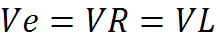 Ve = VR = VL